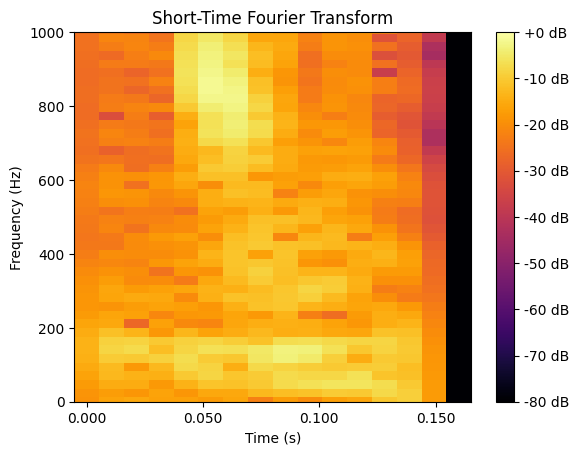 Short-Time Fourier Transform
1000
800
600
400
200
0
Frequency (Hz)
0.000
0.050
0.100
0.150
Time (s)
+0 dB
-10 dB
-20 dB
-30 dB
-40 dB
-50 dB
-60 dB
-70 dB
-80 dB